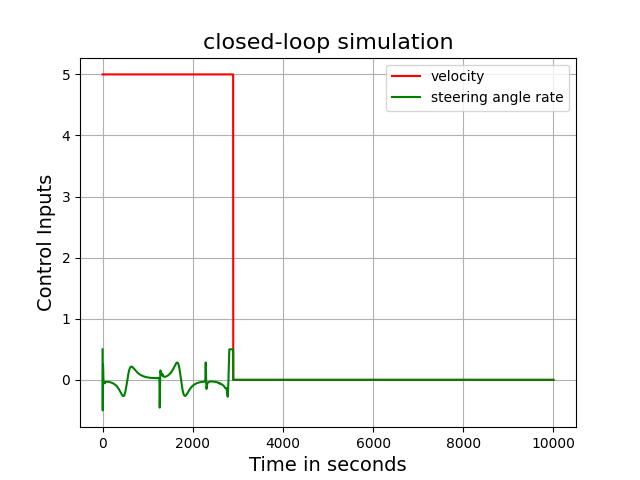 closed-loop simulation
velocity
steering angle rate
Control Inputs
5
4
3
2
1
0
0 2000 4000 6000 8000 10000
Time in seconds